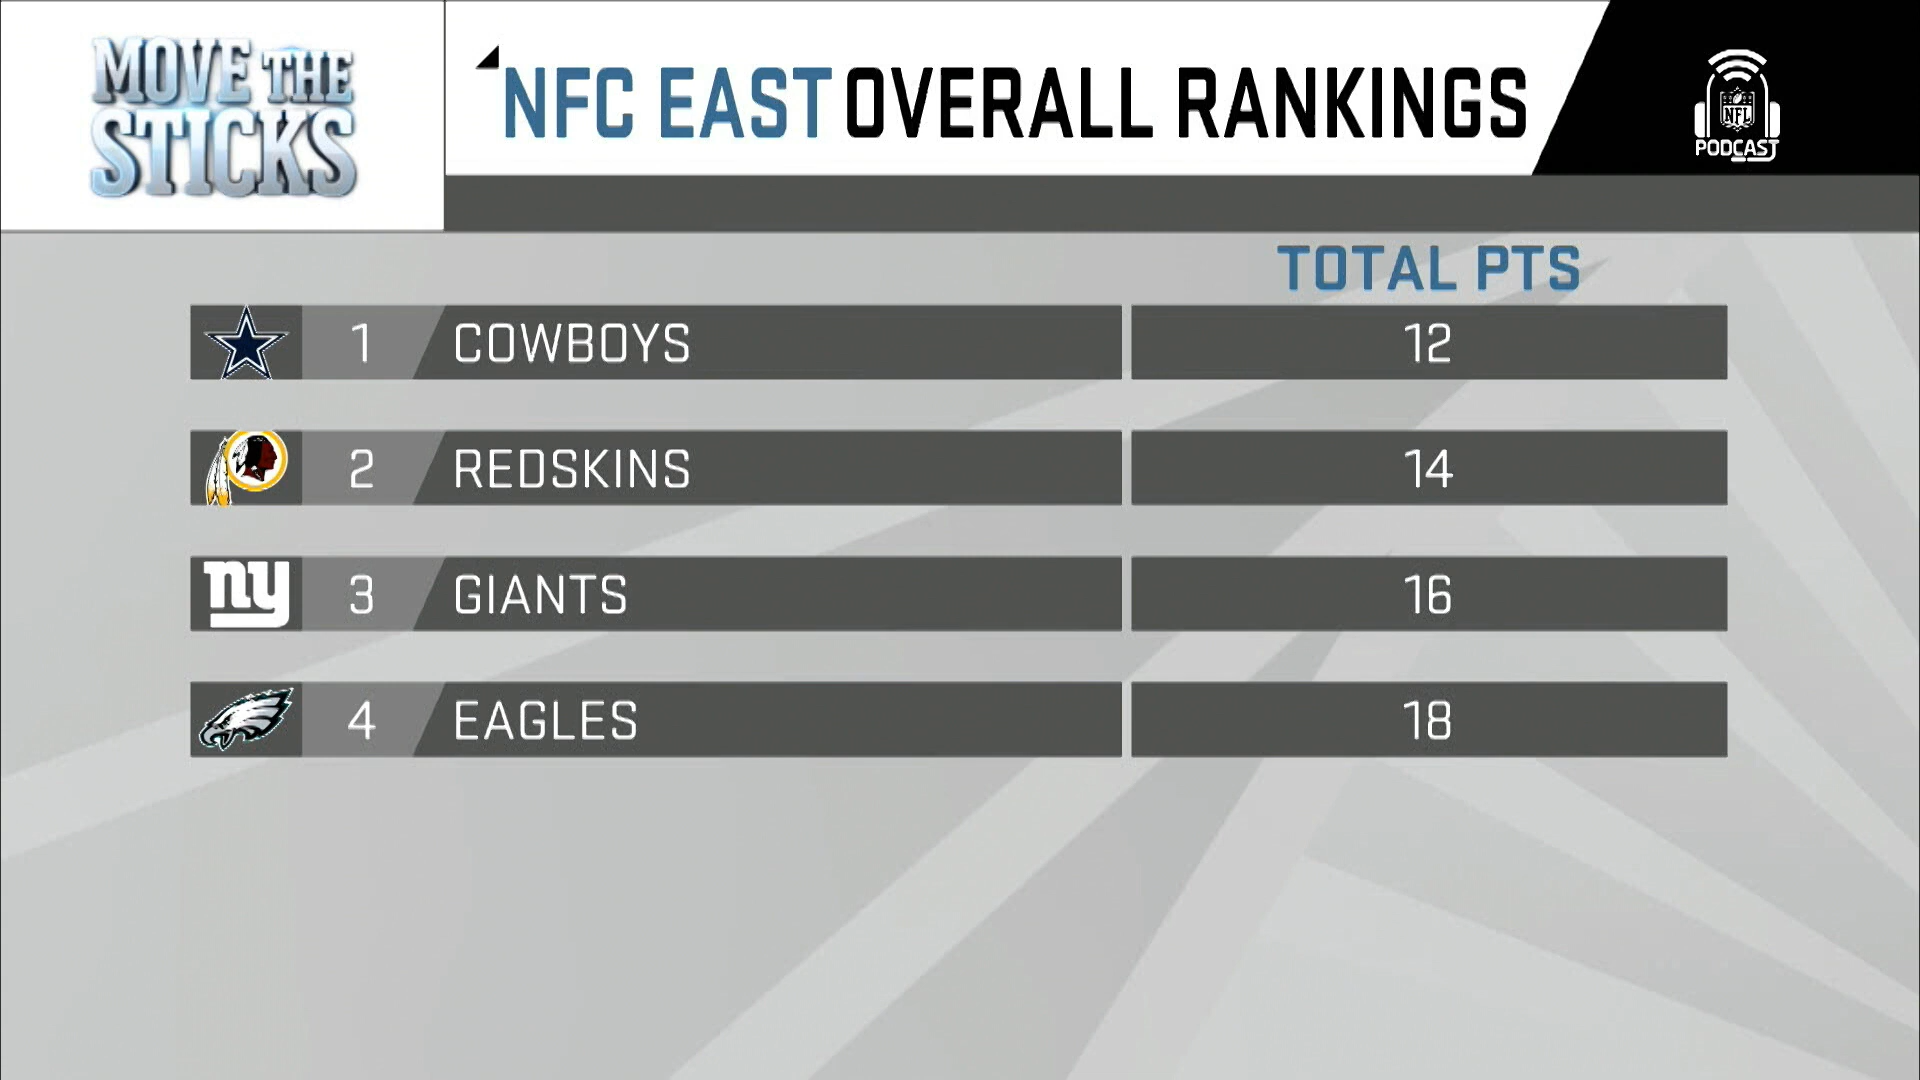 MOVE THE
STICKS
NFC EAST OVERALL RANKINGS
NFL
PODCAST
TOTAL PTS
1 COWBOYS 12
2 REDSKINS 14
ny 3 GIANTS 16
4 EAGLES 18